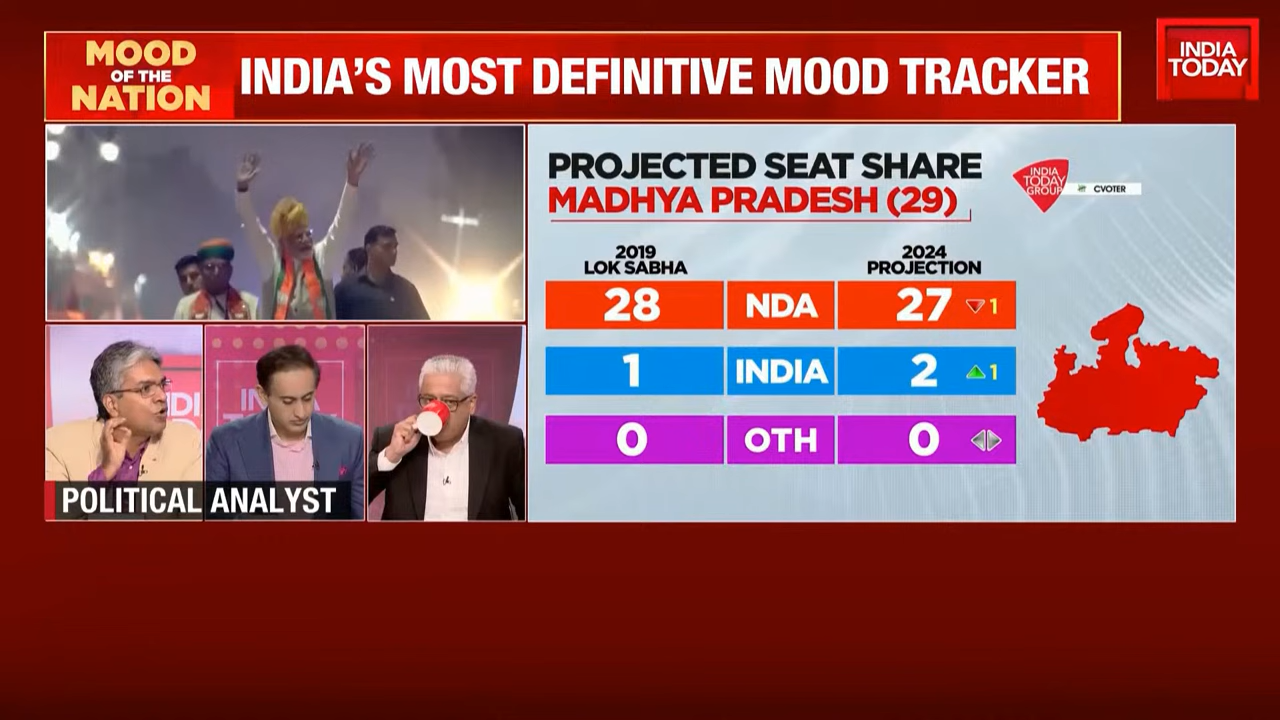 MOOD
OF THE
NATION
INDIA'S MOST DEFINITIVE MOOD TRACKER
INDIA
TODAY
PROJECTED SEAT SHARE
MADHYA PRADESH (29)
INDIA
TODAY
GROUP
CVOTER
2019
LOK SABHA
2024
PROJECTION
28 NDA 27 1
1 INDIA 2 1
0 OTH 0
POLITICAL ANALYST